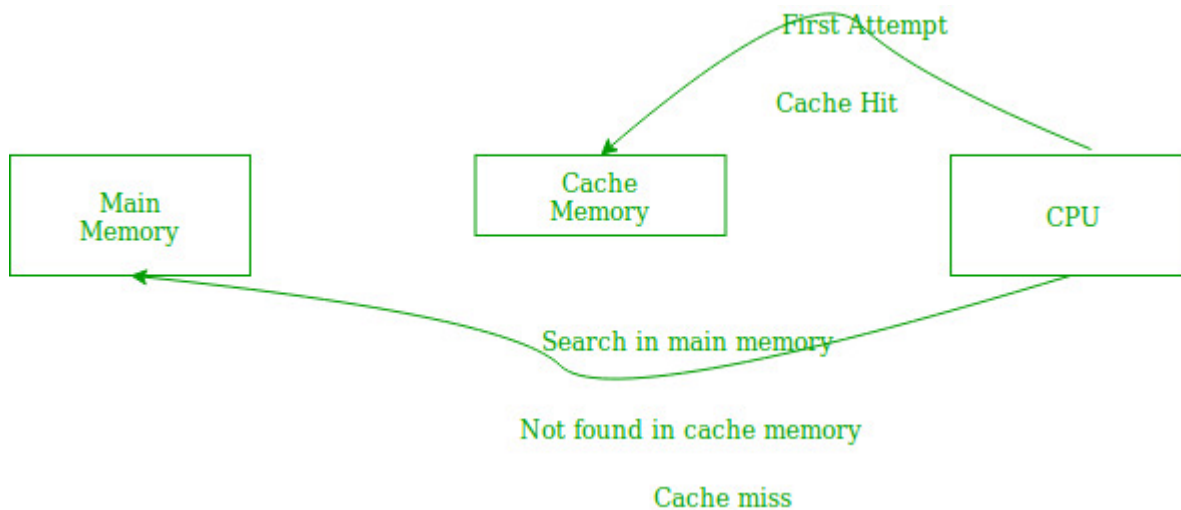 First Attempt
Cache Hit
Main
Memory
Cache
Memory
CPU
Search in main memory
Not found in cache memory
Cache miss